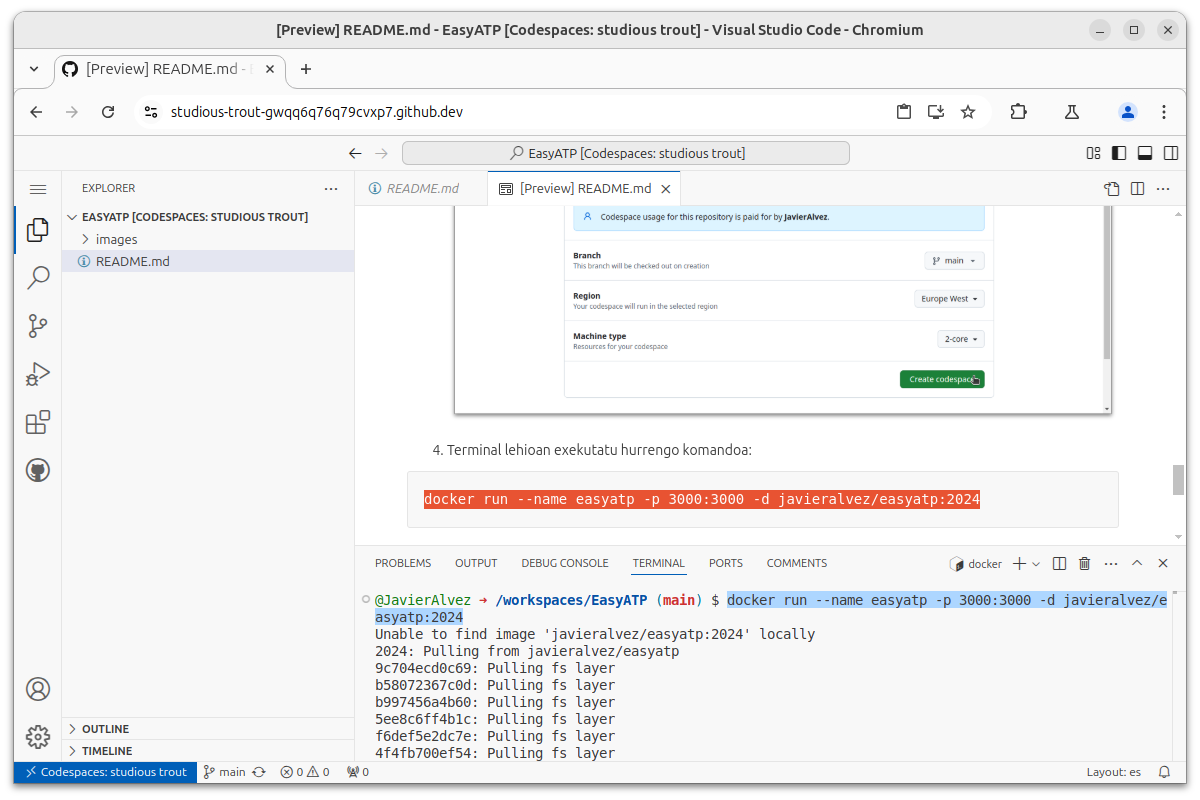 [Preview] README.md - EasyATP [Codespaces: studious trout] - Visual Studio Code - Chromium
[Preview] README.md -
studious-trout-gwqq6q76q79cvxp7.github.dev
EasyATP [Codespaces: studious trout]
EXPLORER
EASYATP [CODESPACES: STUDIOUS TROUT]
images
README.md
OUTLINE
TIMELINE
README.md
[Preview] README.md
Codespace usage for this repository is paid for by JavierAlvez.
Branch
This branch will be checked out on creation
main
Region
Your codespace will run in the selected region
Europe West
Machine type
Resources for your codespace
2-core
Create codespace
4. Terminal lehioan exekutatu hurrengo komandoa:
docker run --name easyatp -p 3000:3000 -d javieralvez/easyatp:2024
PROBLEMS OUTPUT DEBUG CONSOLE TERMINAL PORTS COMMENTS
docker
@JavierAlvez ➜ /workspaces/EasyATP (main) $ docker run --name easyatp -p 3000:3000 -d javieralvez/e
asyatp:2024
Unable to find image 'javieralvez/easyatp:2024' locally
2024: Pulling from javieralvez/easyatp
9c704ecd0c69: Pulling fs layer
b58072367c0d: Pulling fs layer
b997456a4b60: Pulling fs layer
5ee8c6ff4b1c: Pulling fs layer
f6def5e2dc7e: Pulling fs layer
4f4fb700ef54: Pulling fs layer
Codespaces: studious trout main 0 0 0 Layout: es